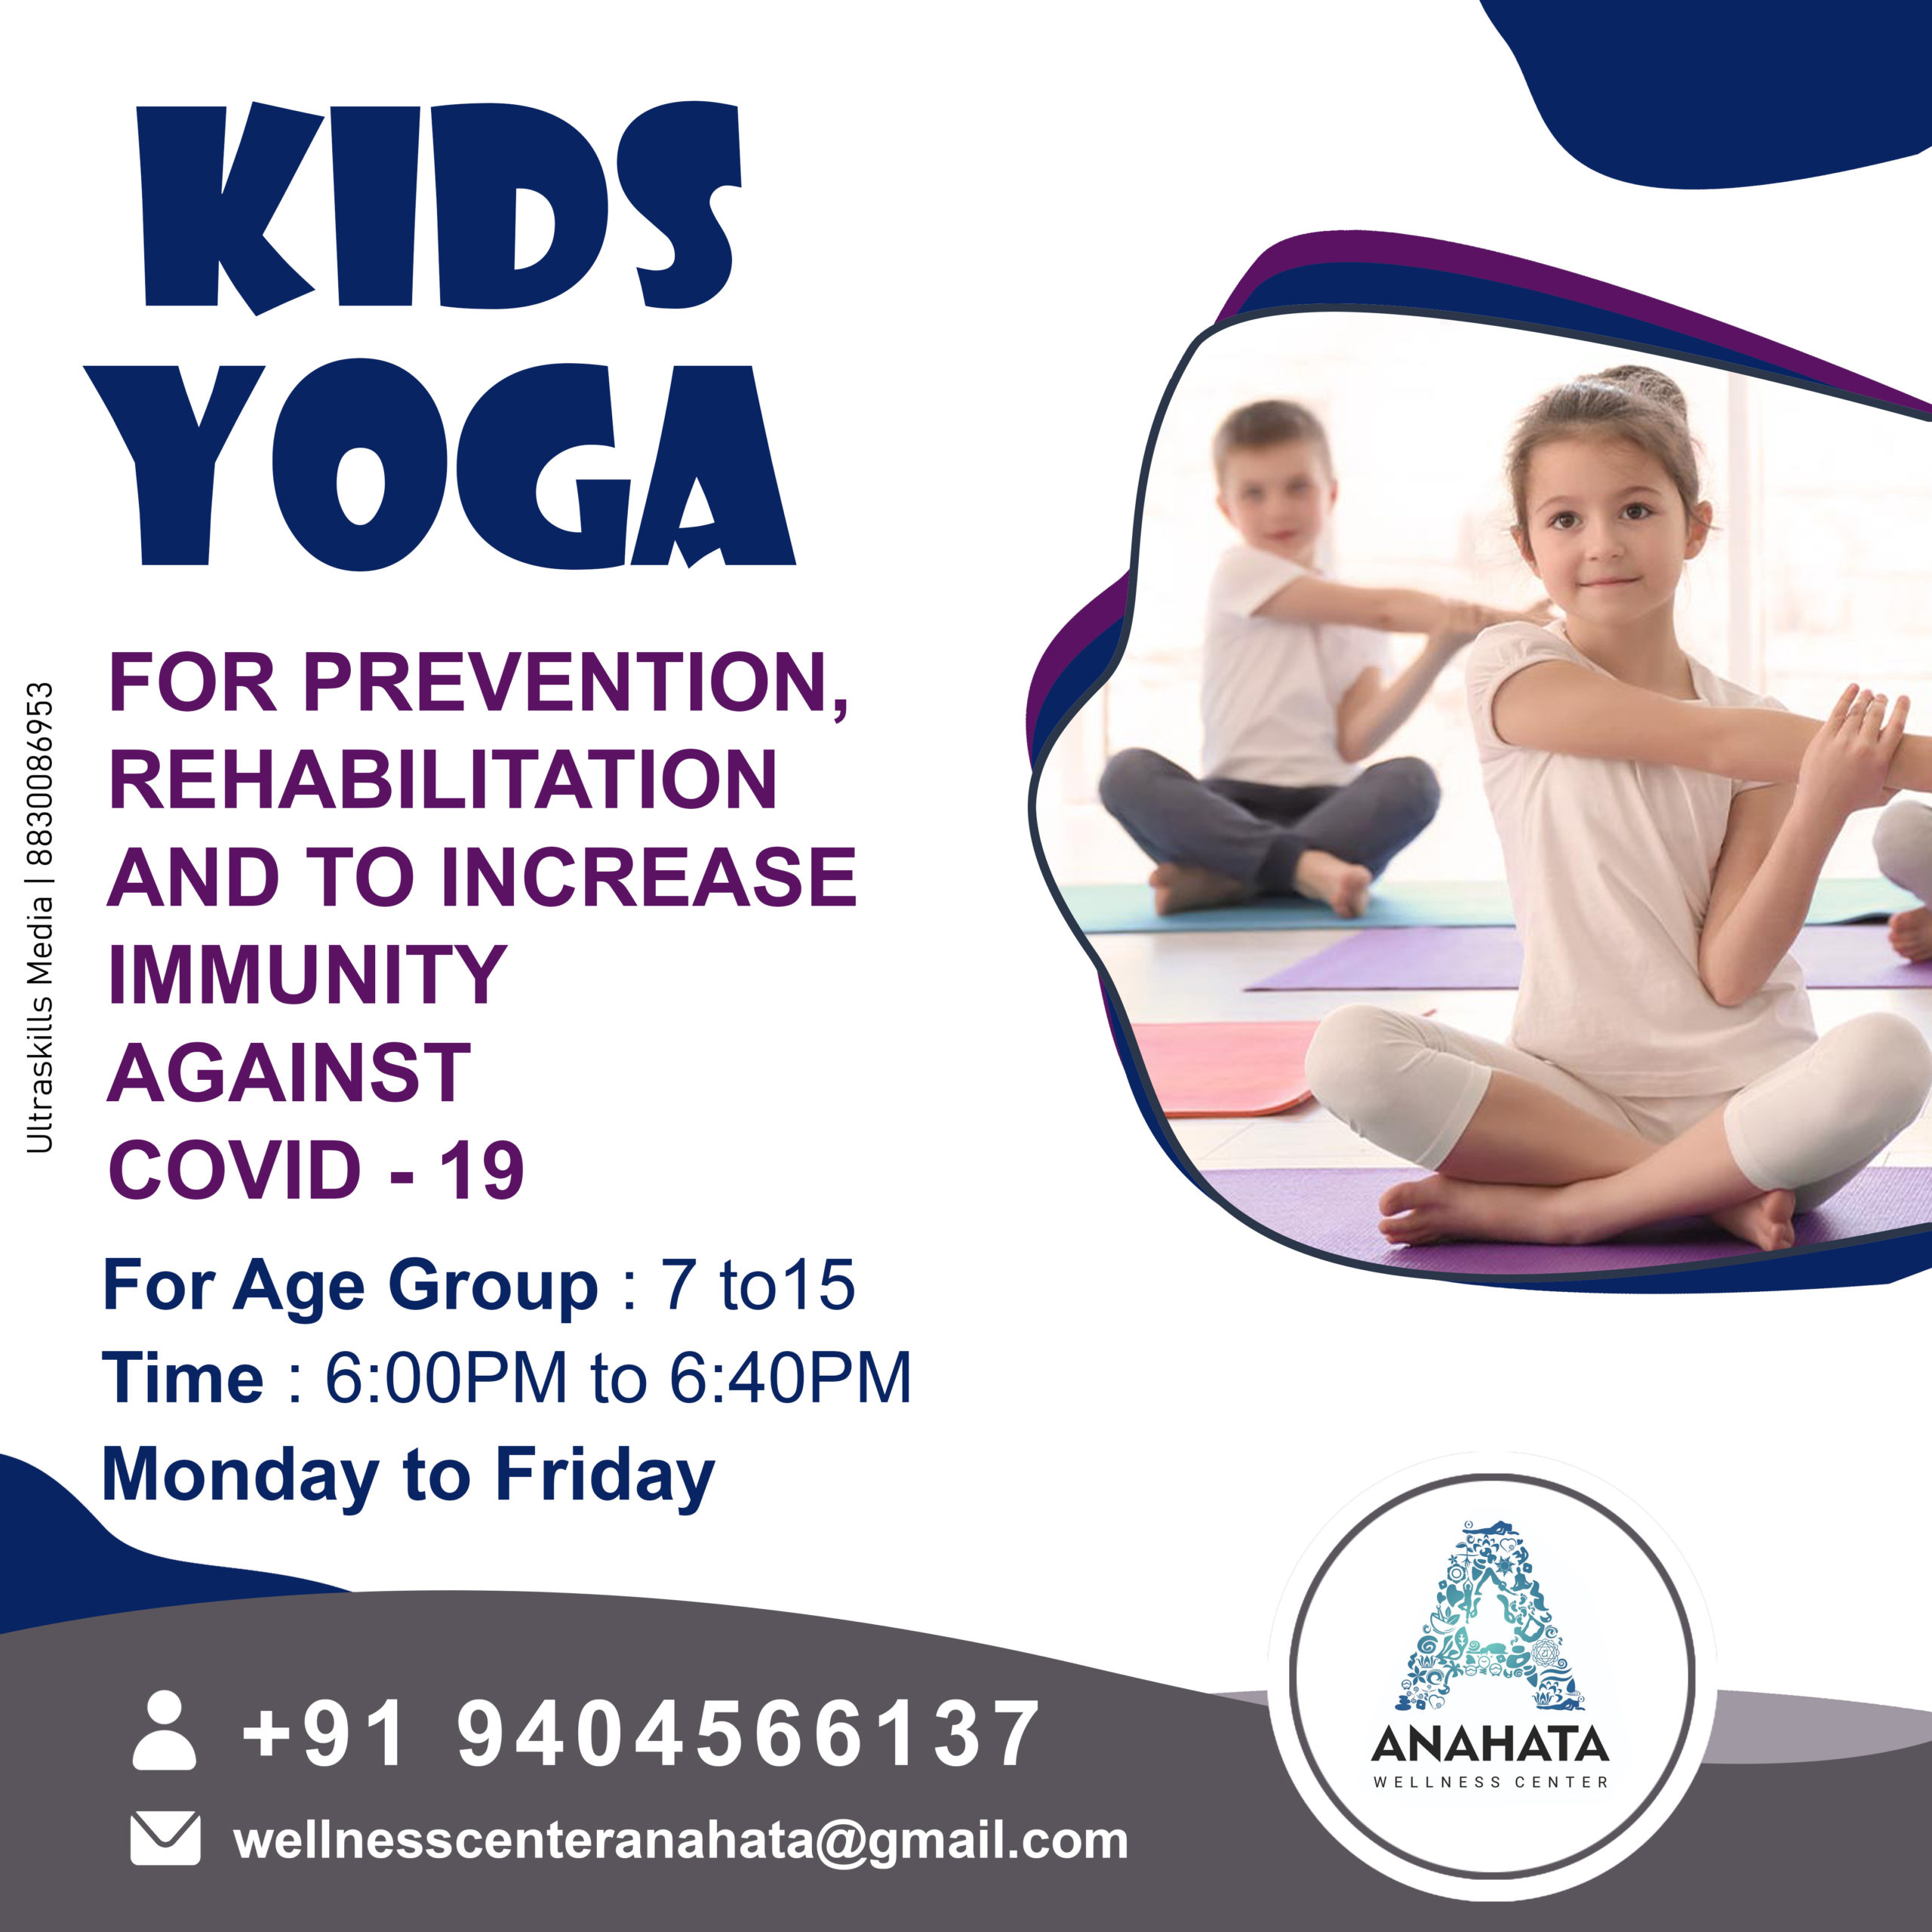 KIDS
YOGA
FOR PREVENTION,
REHABILITATION
AND TO INCREASE
IMMUNITY
AGAINST
COVID - 19
For Age Group : 7 to15
Time : 6:00PM to 6:40PM
Monday to Friday
Ultraskills Media | 8830086953
+91 9404566137
wellnesscenteranahata@gmail.com
ANAHATA
WELLNESS CENTER